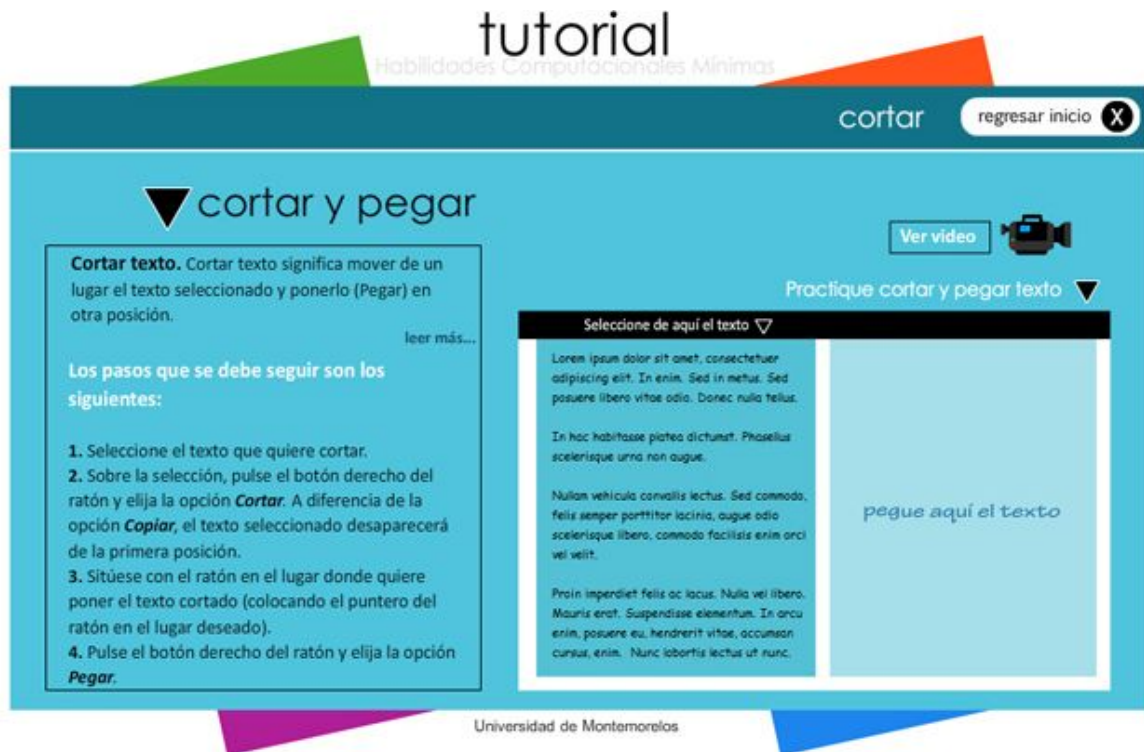 tutorial
Habilidades Computacionales Mínimas
cortar
regresar inicio X
cortar y pegar
Cortar texto. Cortar texto significa mover de un
lugar el texto seleccionado y ponerlo (Pegar) en
otra posición.
leer más...
Los pasos que se debe seguir son los
siguientes:
1. Seleccione el texto que quiere cortar.
2. Sobre la selección, pulse el botón derecho del
ratón y elija la opción Cortar. A diferencia de la
opción Copiar, el texto seleccionado desaparecerá
de la primera posición.
3. Sitúese con el ratón en el lugar donde quiere
poner el texto cortado (colocando el puntero del
ratón en el lugar deseado).
4. Pulse el botón derecho del ratón y elija la opción
Pegar.
Ver video
Practique cortar y pegar texto
Seleccione de aquí el texto
Lorem ipsum dolor sit amet, consectetuer
adipiscing elit. In enim. Sed in metus. Sed
posuere libero vitae odio. Donec nulla tellus.
In hac habitasse platea dictumst. Phasellus
scelerisque urna non augue.
Nullam vehicula convallis lectus. Sed commodo,
felis semper porttitor lacinia, augue odio
scelerisque libero, commodo facilisis enim orci
vel velit.
Proin imperdiet felis ac lacus. Nulla vel libero.
Mauris erat. Suspendisse elementum. In arcu
enim, posuere eu, hendrerit vitae, accumsan
cursus, enim. Nunc lobortis lectus ut nunc.
pegue aquí el texto
Universidad de Montemorelos